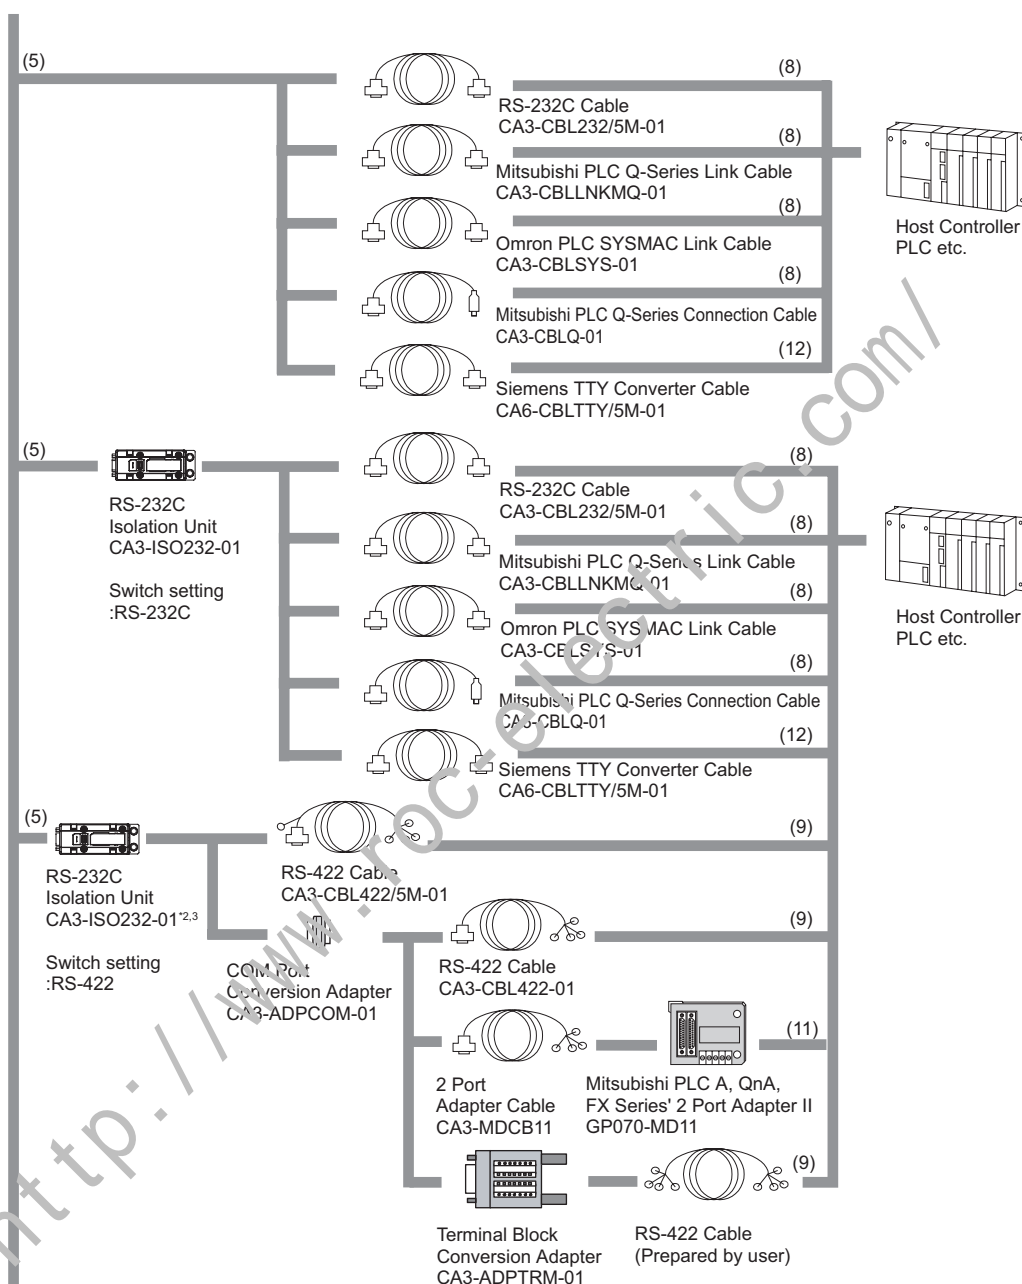 (5)
(8)
RS-232C Cable
CA3-CBL232/5M-01
(8)
Mitsubishi PLC Q-Series Link Cable
CA3-CBLLNKMQ-01
(8)
Omron PLC SYSMAC Link Cable
CA3-CBLSYS-01
(8)
Mitsubishi PLC Q-Series Connection Cable
CA3-CBLQ-01
(12)
Siemens TTY Converter Cable
CA6-CBLTTY/5M-01
Host Controller
PLC etc.
(5)
RS-232C
Isolation Unit
CA3-ISO232-01
Switch setting
:RS-232C
(8)
RS-232C Cable
CA3-CBL232/5M-01
(8)
Mitsubishi PLC Q-Series Link Cable
CA3-CBLLNKMQ-01
(8)
Omron PLC SYSMAC Link Cable
CA3-CBLSYS-01
(8)
Mitsubishi PLC Q-Series Connection Cable
CA3-CBLQ-01
(12)
Siemens TTY Converter Cable
CA6-CBLTTY/5M-01
Host Controller
PLC etc.
(5)
RS-232C
Isolation Unit
CA3-ISO232-01*2,3
Switch setting
:RS-422
(9)
RS-422 Cable
CA3-CBL422/5M-01
COM Port
Conversion Adapter
CA3-ADPCOM-01
(9)
RS-422 Cable
CA3-CBL422-01
(11)
2 Port
Adapter Cable
CA3-MDCB11
Mitsubishi PLC A, QnA,
FX Series' 2 Port Adapter II
GP070-MD11
(9)
Terminal Block
Conversion Adapter
CA3-ADPTRM-01
RS-422 Cable
(Prepared by user)
http://www.roc-electric.com/